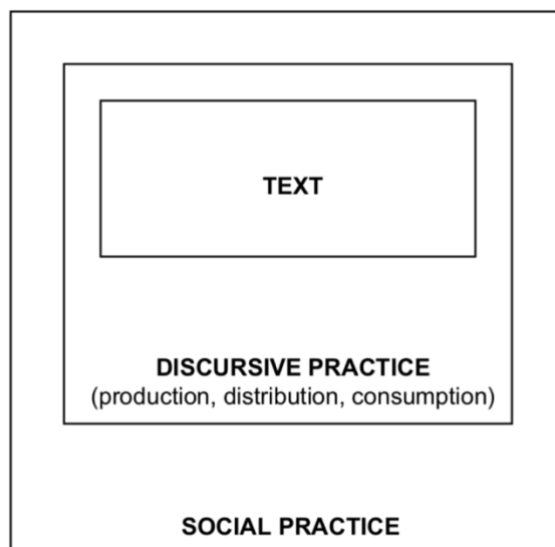 TEXT
DISCURSIVE PRACTICE
(production, distribution, consumption)
SOCIAL PRACTICE